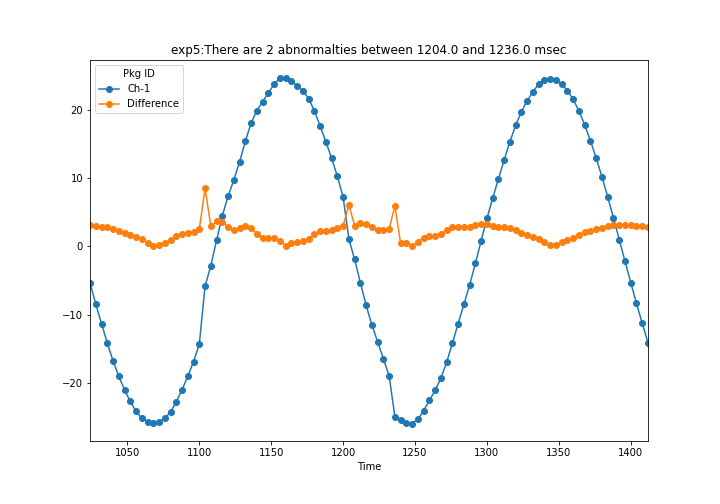 exp5:There are 2 abnormalties between 1204.0 and 1236.0 msec
Pkg ID
Ch-1
Difference
20
10
0
−10
−20
1050 1100 1150 1200 1250 1300 1350 1400
Time